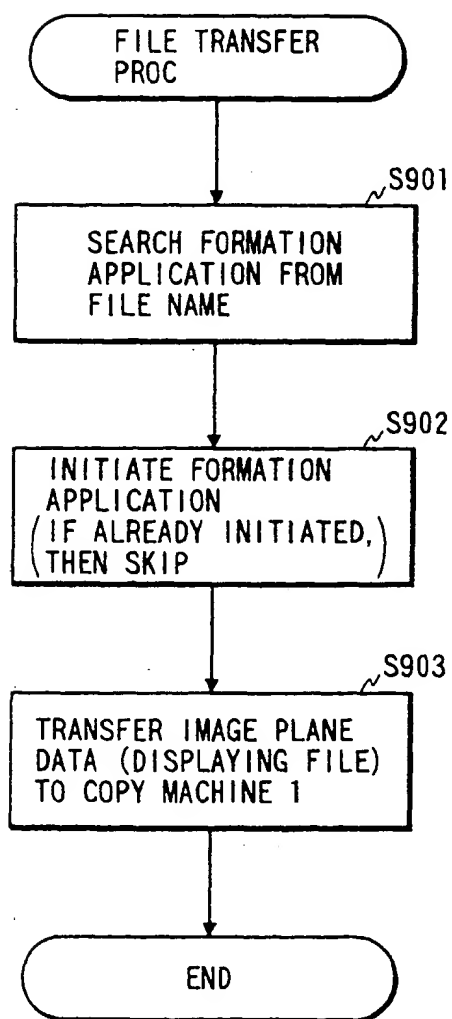 FILE TRANSFER
PROC
S901
SEARCH FORMATION
APPLICATION FROM
FILE NAME
S902
INITIATE FORMATION
APPLICATION
(IF ALREADY INITIATED,
THEN SKIP)
S903
TRANSFER IMAGE PLANE
DATA (DISPLAYING FILE)
TO COPY MACHINE 1
END